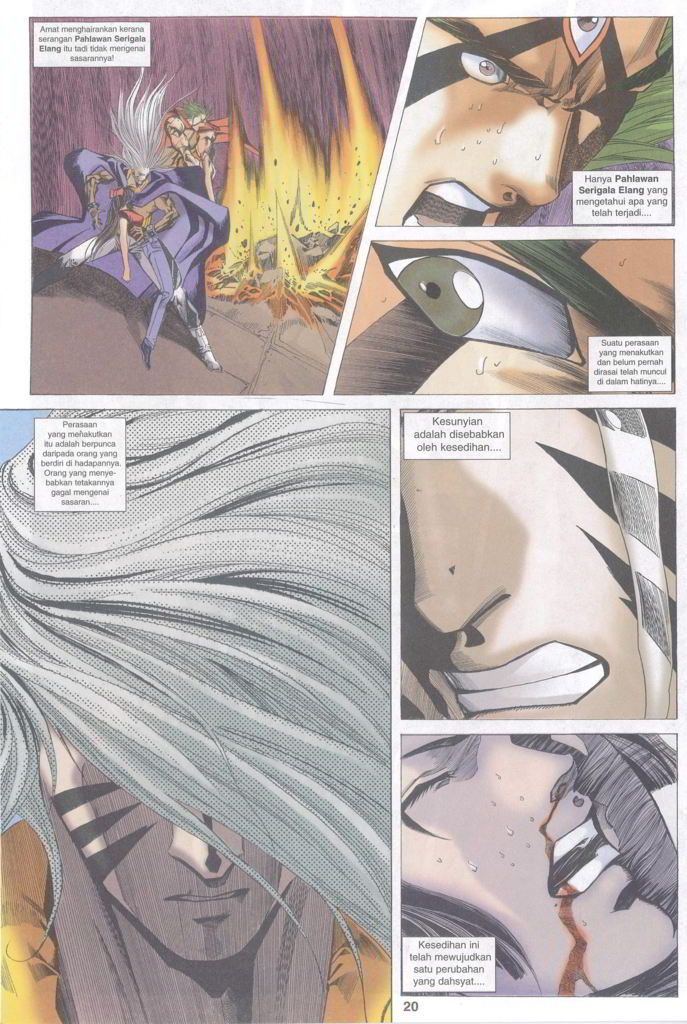 Amat menghairankan kerana
serangan Pahlawan Serigala
Elang itu tadi tidak mengenai
sasarannya!
Hanya Pahlawan
Serigala Elang yang
mengetahui apa yang
telah terjadi....
Suatu perasaan
yang menakutkan
dan belum pernah
dirasai telah muncul
di dalam hatinya....
Perasaan
yang menakutkan
itu adalah berpunca
daripada orang yang
berdiri di hadapannya.
Orang yang menye-
babkan tetakannya
gagal mengenai
sasaran....
Kesunyian
adalah disebabkan
oleh kesedihan....
Kesedihan ini
telah mewujudkan
satu perubahan
yang dahsyat....
20